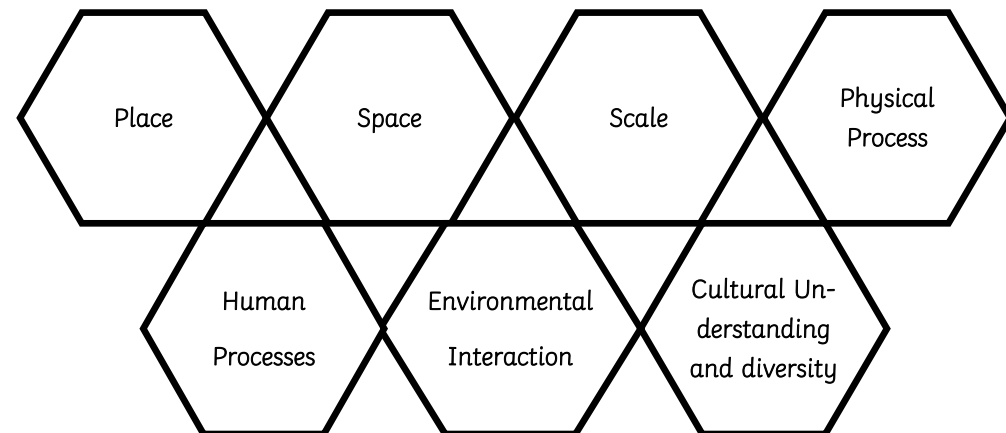 Place
Space
Scale
Physical
Process
Human
Processes
Environmental
Interaction
Cultural Un-
derstanding
and diversity